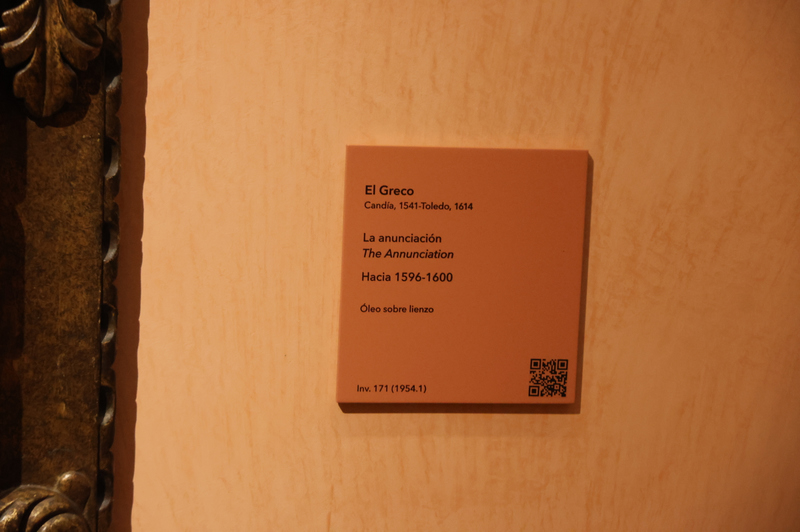 El Greco
Candía, 1541-Toledo, 1614
La anunciación
The Annunciation
Hacia 1596-1600
Óleo sobre lienzo
Inv. 171 (1954.1)